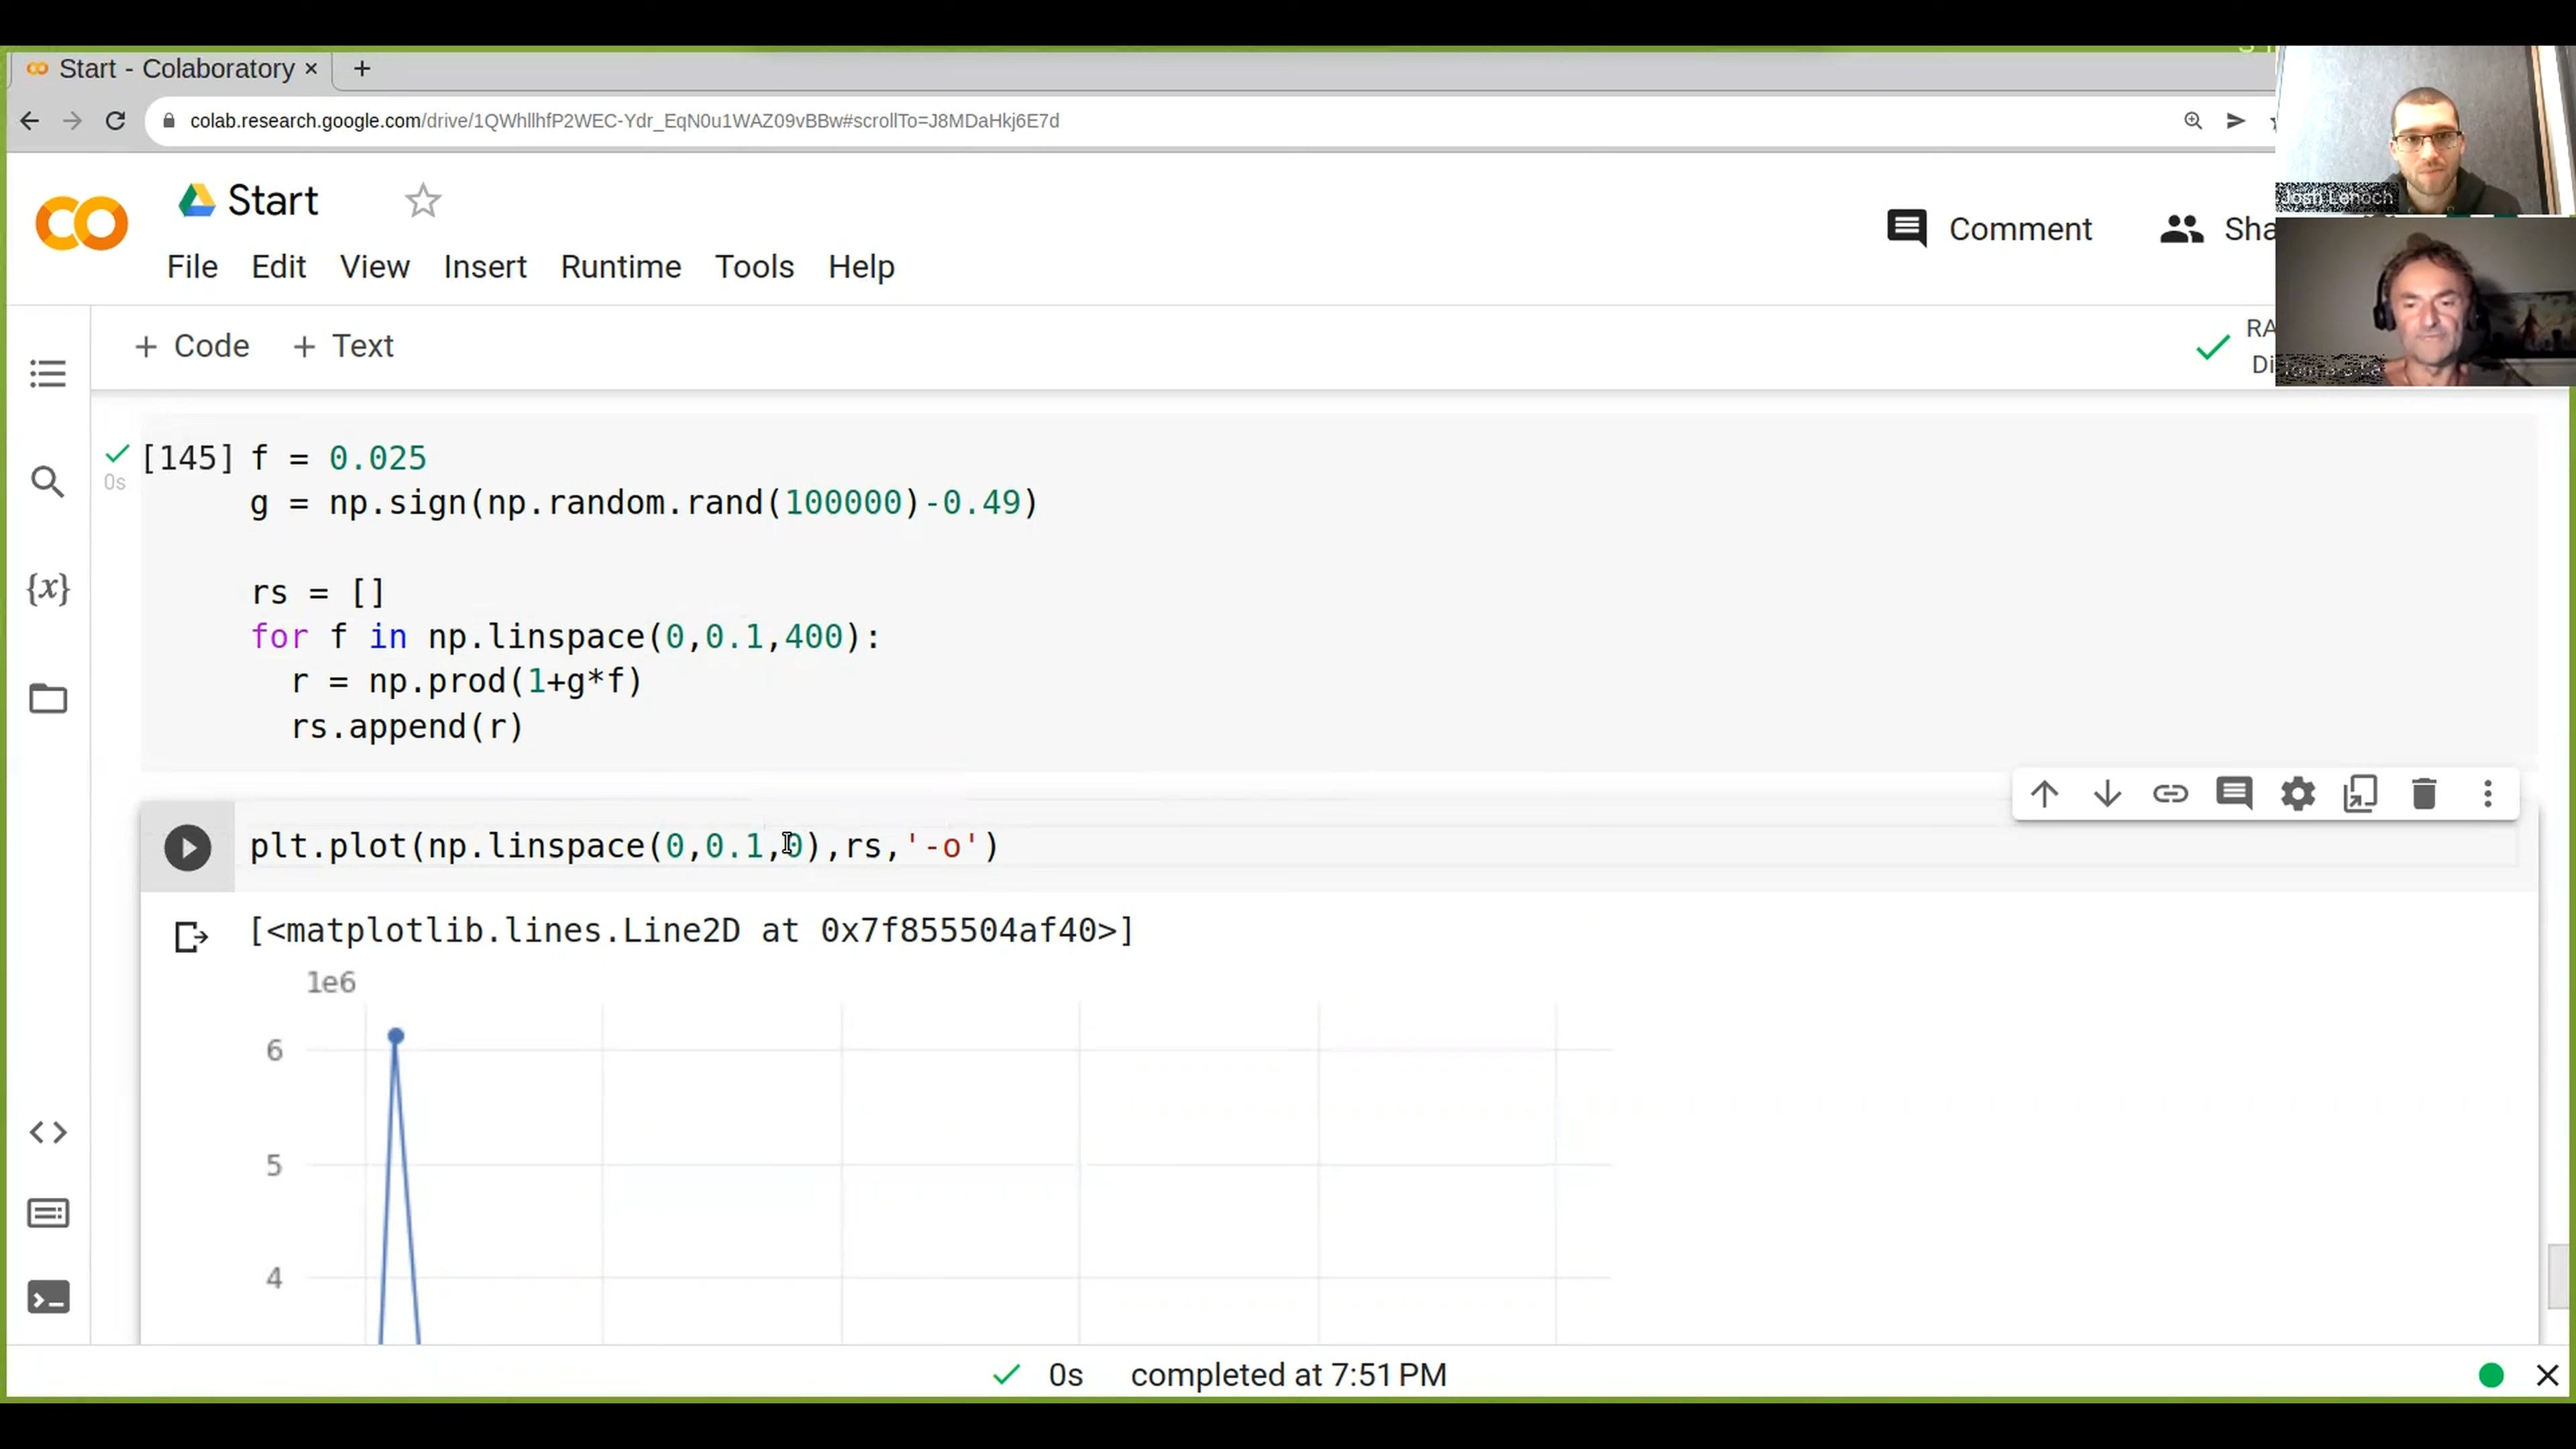 Start - Colaboratory
colab.research.google.com/drive/1QWhllhfP2WEC-Ydr_EqN0u1WAZ09vBBw#scrollTo=J8MDaHkj6E7d
Start
Comment
Sha
File Edit View Insert Runtime Tools Help
+ Code + Text
RA
Di
[145] f = 0.025
0s
g = np.sign(np.random.rand(100000)-0.49)
rs = []
for f in np.linspace(0,0.1,400):
r = np.prod(1+g*f)
rs.append(r)
plt.plot(np.linspace(0,0.1,0),rs,'-o')
[<matplotlib.lines.Line2D at 0x7f855504af40>]
1e6
6
5
4
0s completed at 7:51 PM